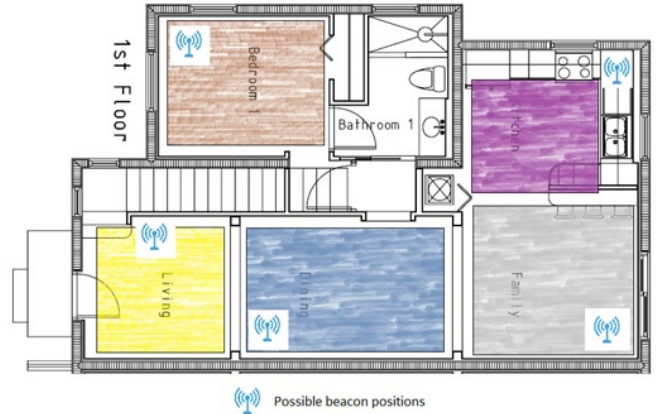 1st Floor
Bedroom 1
Bathroom 1
Kitchen
Living
Dining
Family
Possible beacon positions